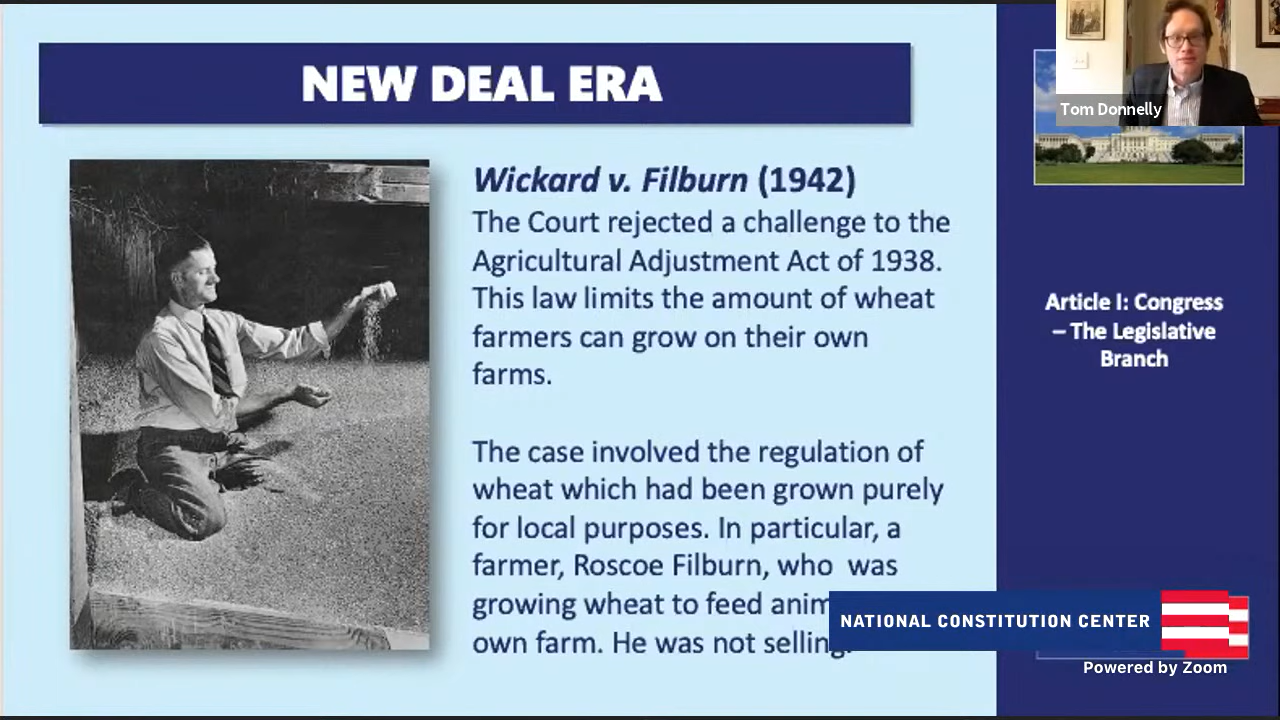 NEW DEAL ERA
Tom Donnelly
Wickard v. Filburn (1942)
The Court rejected a challenge to the
Agricultural Adjustment Act of 1938.
This law limits the amount of wheat
farmers can grow on their own
farms.
The case involved the regulation of
wheat which had been grown purely
for local purposes. In particular, a
farmer, Roscoe Filburn, who  was
growing wheat to feed
own farm. He was not selling.
Article I: Congress
– The Legislative
Branch
NATIONAL CONSTITUTION CENTER
Powered by Zoom